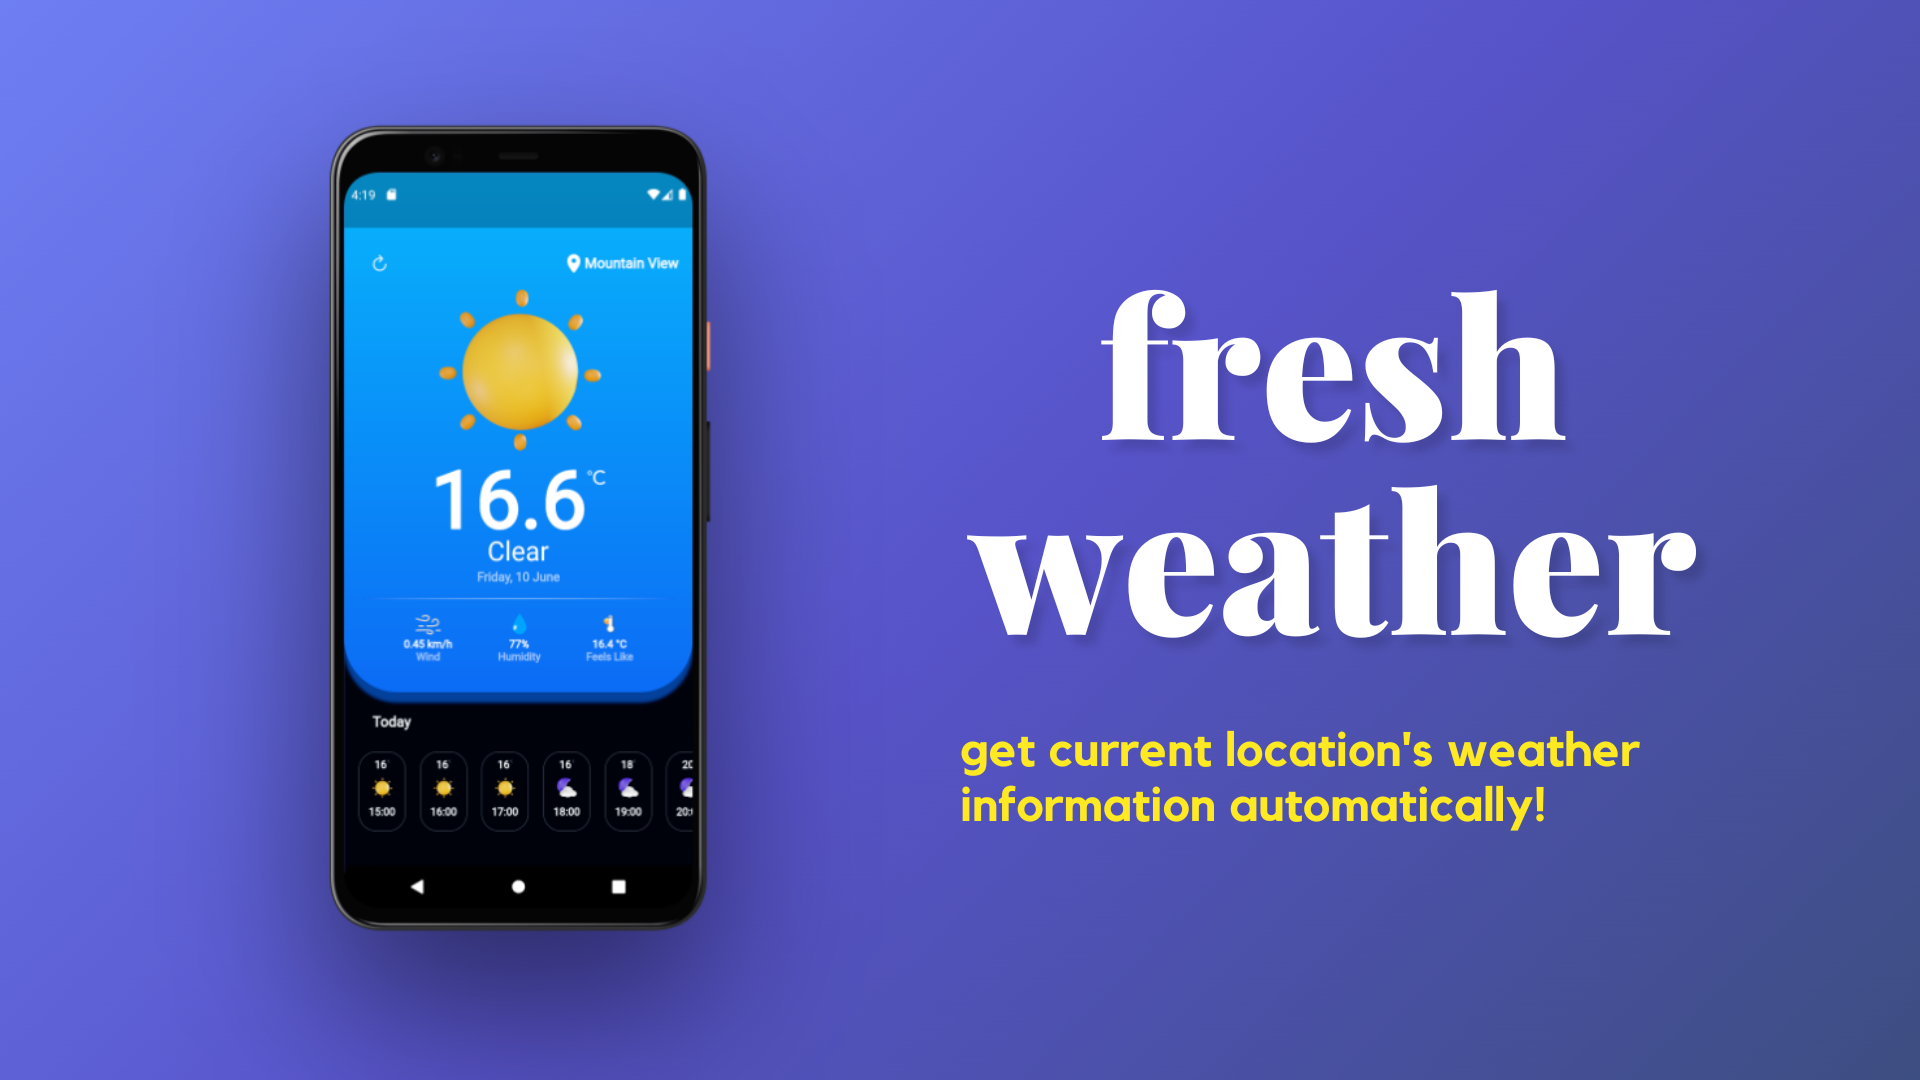 4:19
Mountain View
16.6°C
Clear
Friday, 10 June
0.45 km/h 77% 16.4 °C
Wind Humidity Feels Like
Today
16 16 16 16 18 20
15:00 16:00 17:00 18:00 19:00
fresh
weather
get current location's weather
information automatically!